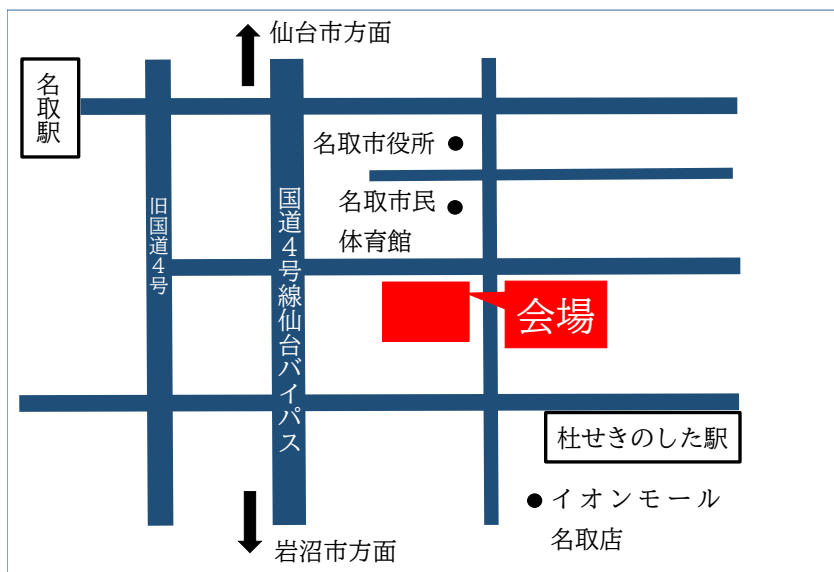 仙台市方面
名取駅
名取市役所
名取市民
体育館
旧国道４号
国道４号線仙台バイパス
会場
杜せきのした駅
イオンモール
名取店
岩沼市方面